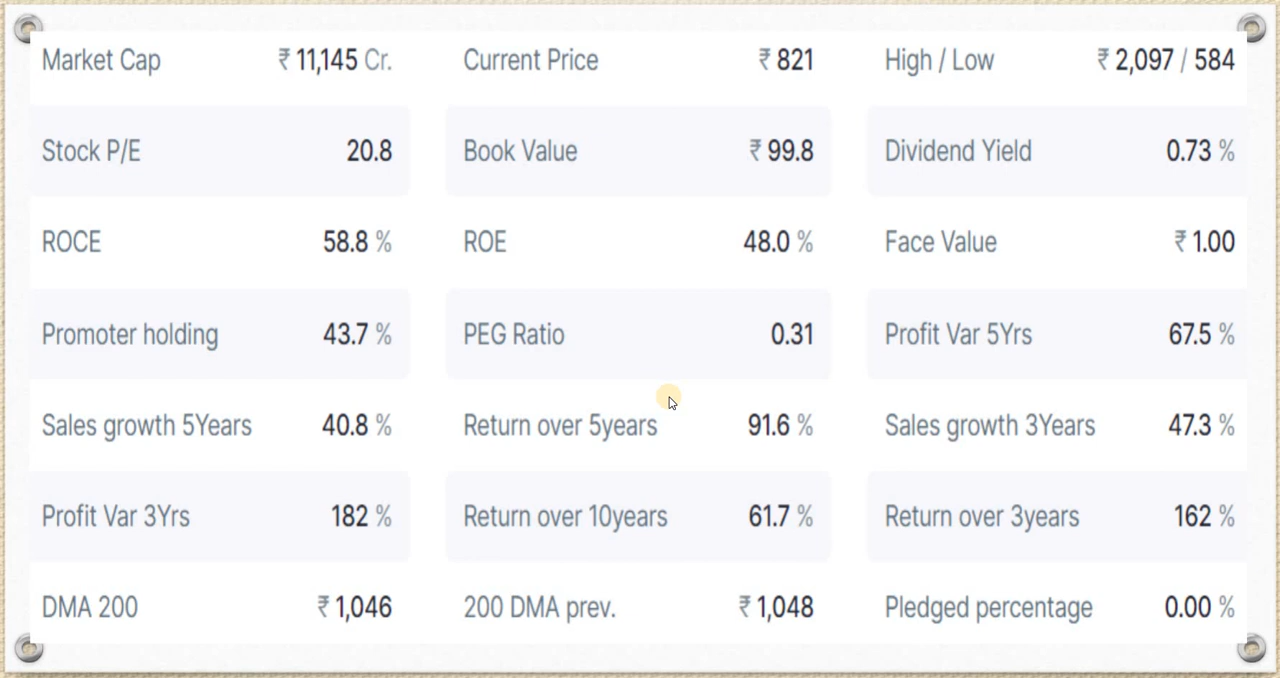 Market Cap ₹ 11,145 Cr. Current Price ₹ 821 High / Low ₹ 2,097 / 584
Stock P/E 20.8 Book Value ₹ 99.8 Dividend Yield 0.73 %
ROCE 58.8 % ROE 48.0 % Face Value ₹ 1.00
Promoter holding 43.7 % PEG Ratio 0.31 Profit Var 5Yrs 67.5 %
Sales growth 5Years 40.8 % Return over 5years 91.6 % Sales growth 3Years 47.3 %
Profit Var 3Yrs 182 % Return over 10years 61.7 % Return over 3years 162 %
DMA 200 ₹ 1,046 200 DMA prev. ₹ 1,048 Pledged percentage 0.00 %